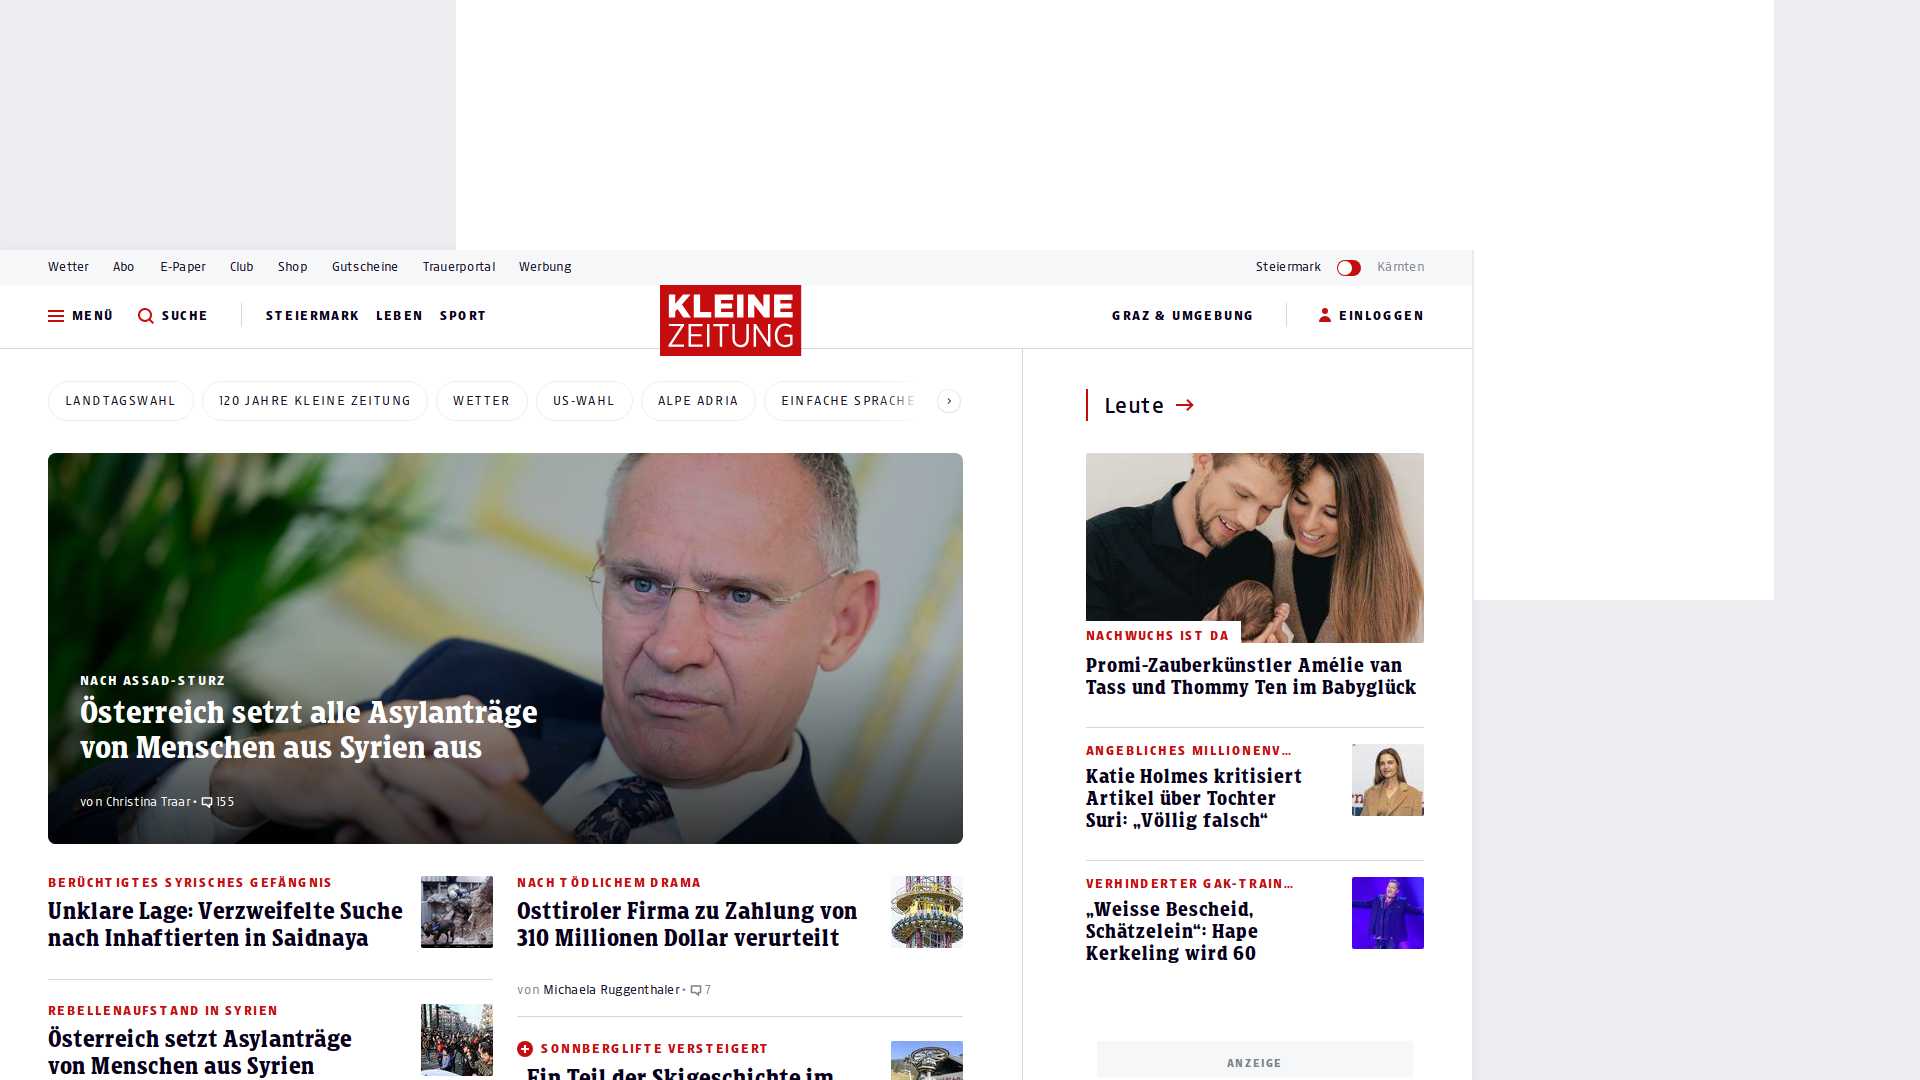 Wetter Abo E-Paper Club Shop Gutscheine Trauerportal Werbung Steiermark Kärnten
MENÜ SUCHE STEIERMARK LEBEN SPORT KLEINE ZEITUNG GRAZ & UMGEBUNG EINLOGGEN
LANDTAGSWAHL 120 JAHRE KLEINE ZEITUNG WETTER US-WAHL ALPE ADRIA EINFACHE SPRACHE
NACH ASSAD-STURZ
Österreich setzt alle Asylanträge
von Menschen aus Syrien aus
von Christina Traar • 155
BERÜCHTIGTES SYRISCHES GEFÄNGNIS
Unklare Lage: Verzweifelte Suche
nach Inhaftierten in Saidnaya
REBELLENAUFSTAND IN SYRIEN
Österreich setzt Asylanträge
von Menschen aus Syrien
NACH TÖDLICHEM DRAMA
Osttiroler Firma zu Zahlung von
310 Millionen Dollar verurteilt
von Michaela Ruggenthaler • 7
SONNBERGLIFTE VERSTEIGERT
„Ein Teil der Skigeschichte im
Leute →
NACHWUCHS IST DA
Promi-Zauberkünstler Amélie van
Tass und Thommy Ten im Babyglück
ANGEBLICHES MILLIONENV…
Katie Holmes kritisiert
Artikel über Tochter
Suri: „Völlig falsch“
VERHINDERTER GAK-TRAIN…
„Weisse Bescheid,
Schätzelein“: Hape
Kerkeling wird 60
ANZEIGE